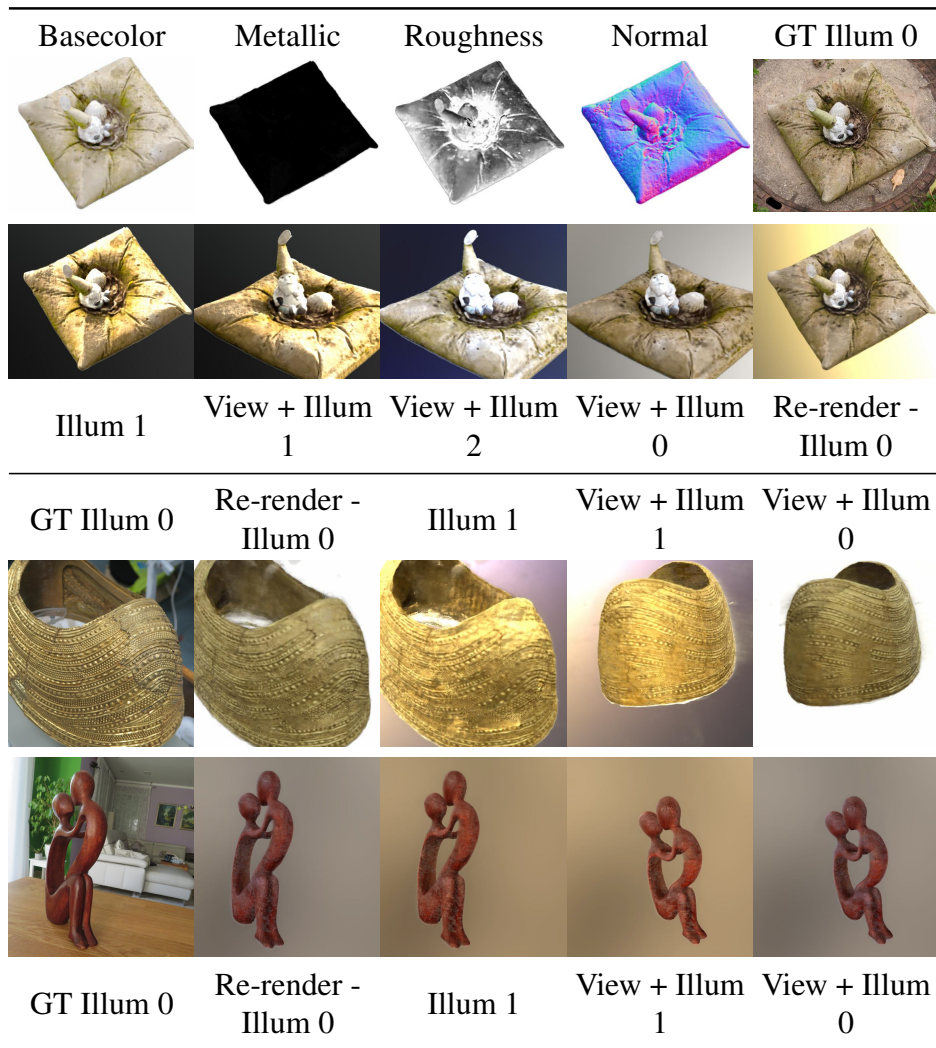 Basecolor Metallic Roughness Normal GT Illum 0
Illum 1 View + Illum 1 View + Illum 2 View + Illum 0 Re-render - Illum 0
GT Illum 0 Re-render - Illum 0 Illum 1 View + Illum 1 View + Illum 0
GT Illum 0 Re-render - Illum 0 Illum 1 View + Illum 1 View + Illum 0